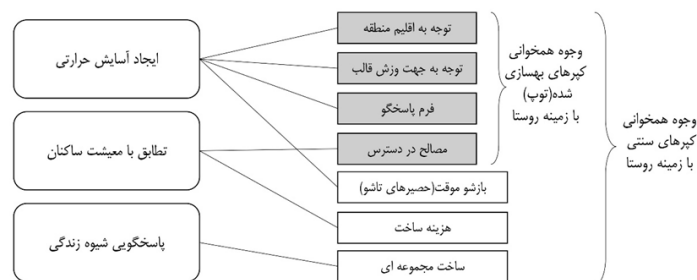 وجوه همخوانی
کپرهای سنتی
با زمینه روستا
وجوه همخوانی
کپرهای بهسازی
شده(توپ)
با زمینه روستا
توجه به اقلیم منطقه
توجه به جهت وزش قالب
فرم پاسخگو
مصالح در دسترس
بازشو موقت(حصیرهای تاشو)
هزینه ساخت
ساخت مجموعه ای
ایجاد آسایش حرارتی
تطابق با معیشت ساکنان
پاسخگویی شیوه زندگی